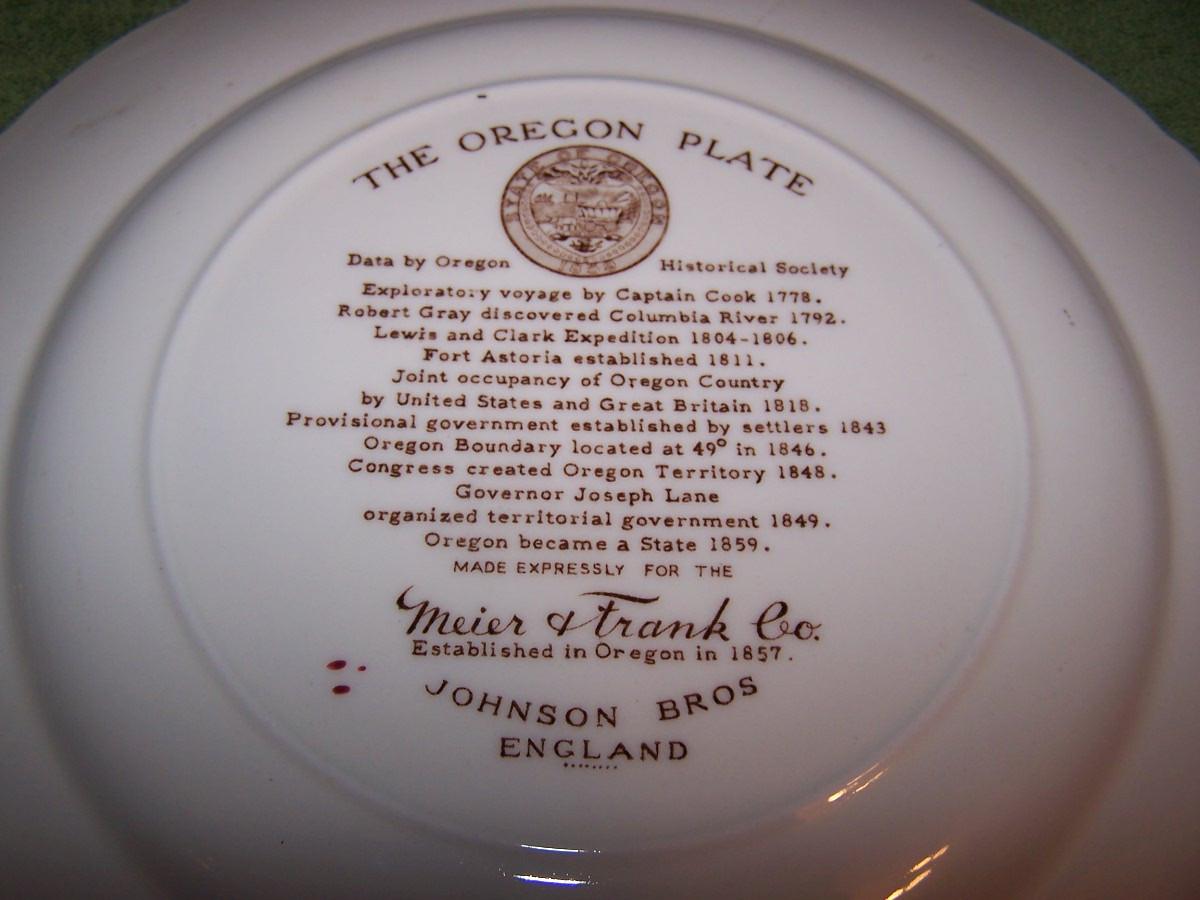 THE OREGON PLATE
STATE OF OREGON
1859
Data by Oregon Historical Society
Exploratory voyage by Captain Cook 1778.
Robert Gray discovered Columbia River 1792.
Lewis and Clark Expedition 1804-1806.
Fort Astoria established 1811.
Joint occupancy of Oregon Country
by United States and Great Britain 1818.
Provisional government established by settlers 1843
Oregon Boundary located at 49° in 1846.
Congress created Oregon Territory 1848.
Governor Joseph Lane
organized territorial government 1849.
Oregon became a State 1859.
MADE EXPRESSLY FOR THE
Meier & Frank Co.
Established in Oregon in 1857.
JOHNSON BROS
ENGLAND